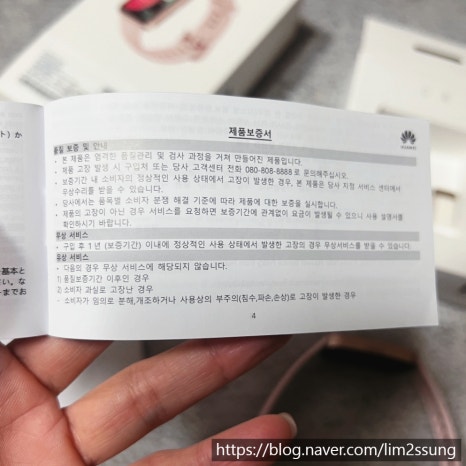 제품보증서
HUAWEI
품질 보증 및 안내
• 본 제품은 엄격한 품질관리 및 검사 과정을 거쳐 만들어진 제품입니다.
• 제품 고장 발생 시 구입처 또는 당사 고객센터 전화 080-808-8888로 문의해주십시오.
• 보증기간 내 소비자의 정상적인 사용 상태에서 고장이 발생한 경우, 본 제품은 당사 지정 서비스 센터에서
무상수리를 받을 수 있습니다.
• 당사에서는 품목별 소비자 분쟁 해결 기준에 따라 제품에 대한 보증을 실시합니다.
• 제품의 고장이 아닌 경우 서비스를 요청하면 보증기간에 관계없이 요금이 발생될 수 있으니 사용 설명서를
확인하시기 바랍니다.
무상 서비스
• 구입 후 1년 (보증기간) 이내에 정상적인 사용 상태에서 발생한 고장의 경우 무상서비스를 받을 수 있습니다.
유상 서비스
• 다음의 경우 무상 서비스에 해당되지 않습니다.
1) 품질보증기간 이후인 경우
2) 소비자 과실로 고장난 경우
- 소비자가 임의로 분해,개조하거나 사용상의 부주의(침수,파손,손상)로 고장이 발생한 경우
4
ト) か
基本と
い。な
までお
https://blog.naver.com/lim2ssung